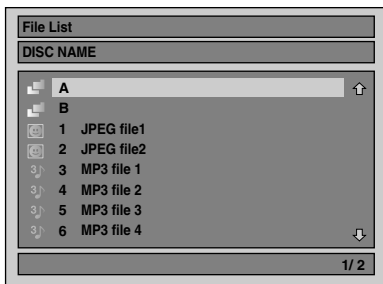 File List
DISC NAME
A
B
1 JPEG file1
2 JPEG file2
3 MP3 file 1
4 MP3 file 2
5 MP3 file 3
6 MP3 file 4
1/ 2